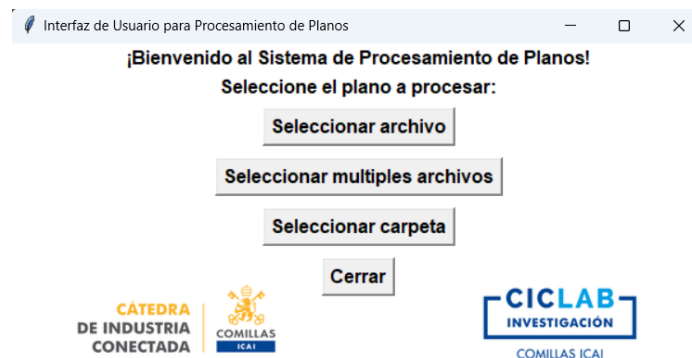 Interfaz de Usuario para Procesamiento de Planos
¡Bienvenido al Sistema de Procesamiento de Planos!
Seleccione el plano a procesar:
Seleccionar archivo
Seleccionar multiples archivos
Seleccionar carpeta
Cerrar
CÁTEDRA
DE INDUSTRIA
CONECTADA
COMILLAS
ICAI
CICLAB
INVESTIGACIÓN
COMILLAS ICAI